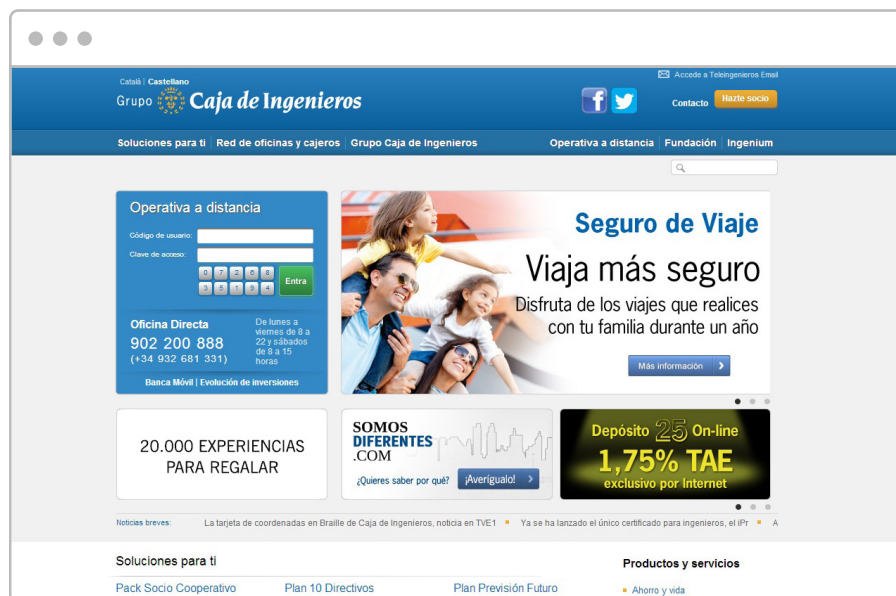 Català | Castellano
Accede a Teleingenieros Email
Grupo Caja de Ingenieros
Contacto
Hazte socio
Soluciones para ti
Red de oficinas y cajeros
Grupo Caja de Ingenieros
Operativa a distancia
Fundación
Ingenium
Operativa a distancia
Código de usuario:
Clave de acceso:
0 7 2 6 8
3 5 1 9 4
Entra
Oficina Directa
902 200 888
(+34 932 681 331)
De lunes a
viernes de 8 a
22 y sábados
de 8 a 15
horas
Banca Móvil | Evolución de inversiones
Seguro de Viaje
Viaja más seguro
Disfruta de los viajes que realices
con tu familia durante un año
Más información
20.000 EXPERIENCIAS
PARA REGALAR
SOMOS
DIFERENTES
.COM
¿Quieres saber por qué?
¡Averígualo!
Depósito 25 On-line
1,75% TAE
exclusivo por Internet
Noticias breves:
La tarjeta de coordenadas en Braille de Caja de Ingenieros, noticia en TVE1
Ya se ha lanzado el único certificado para ingenieros, el iPr
A
Soluciones para ti
Productos y servicios
Pack Socio Cooperativo
Plan 10 Directivos
Plan Previsión Futuro
Ahorro y vida